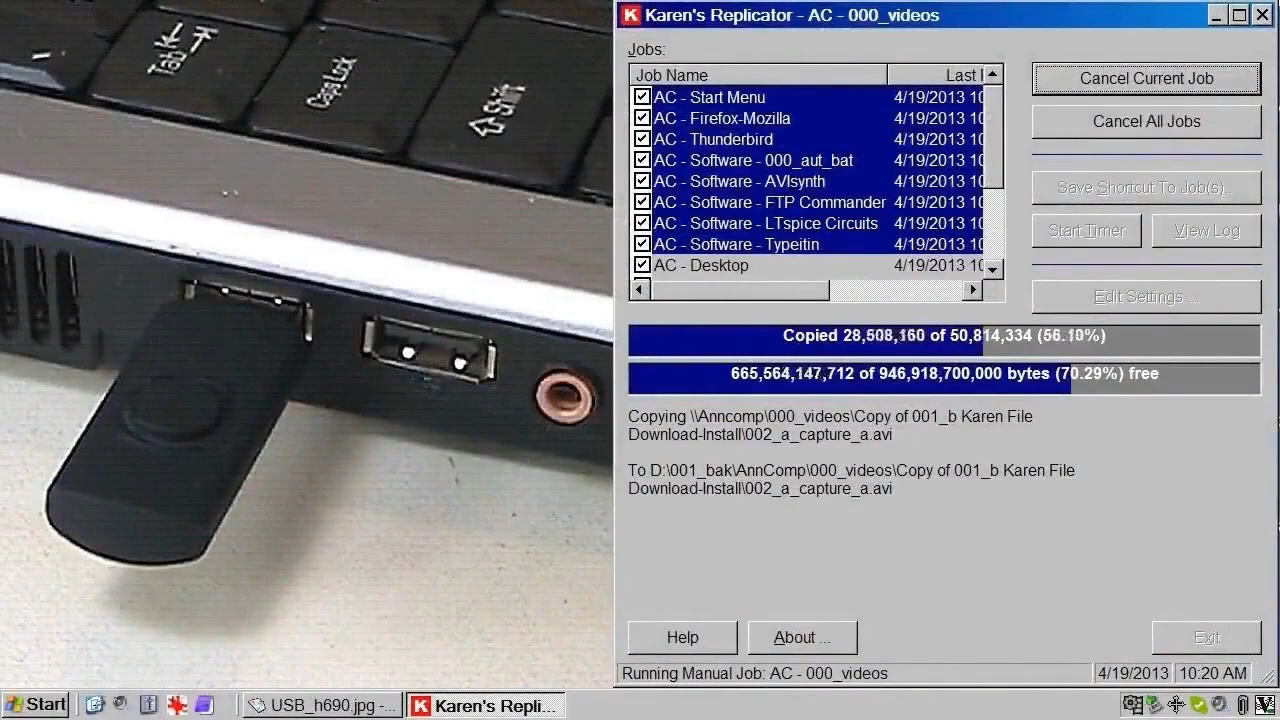 Tab
Caps Lock
Shift
Karen's Replicator - AC - 000_videos
Jobs:
Job Name Last
AC - Start Menu 4/19/2013 10
AC - Firefox-Mozilla 4/19/2013 10
AC - Thunderbird 4/19/2013 10
AC - Software - 000_aut_bat 4/19/2013 10
AC - Software - AVIsynth 4/19/2013 10
AC - Software - FTP Commander 4/19/2013 10
AC - Software - LTspice Circuits 4/19/2013 10
AC - Software - Typeitin 4/19/2013 10
AC - Desktop 4/19/2013 10
Cancel Current Job
Cancel All Jobs
Save Shortcut To Job(s)...
Start Timer View Log
Edit Settings ...
Copied 28,508,160 of 50,814,334 (56.10%)
665,564,147,712 of 946,918,700,000 bytes (70.29%) free
Copying \\Anncomp\000_videos\Copy of 001_b Karen File
Download-Install\002_a_capture_a.avi
To D:\001_bak\AnnComp\000_videos\Copy of 001_b Karen File
Download-Install\002_a_capture_a.avi
Help About ... Exit
Running Manual Job: AC - 000_videos 4/19/2013 10:20 AM
Start USB_h690.jpg -... Karen's Repli...